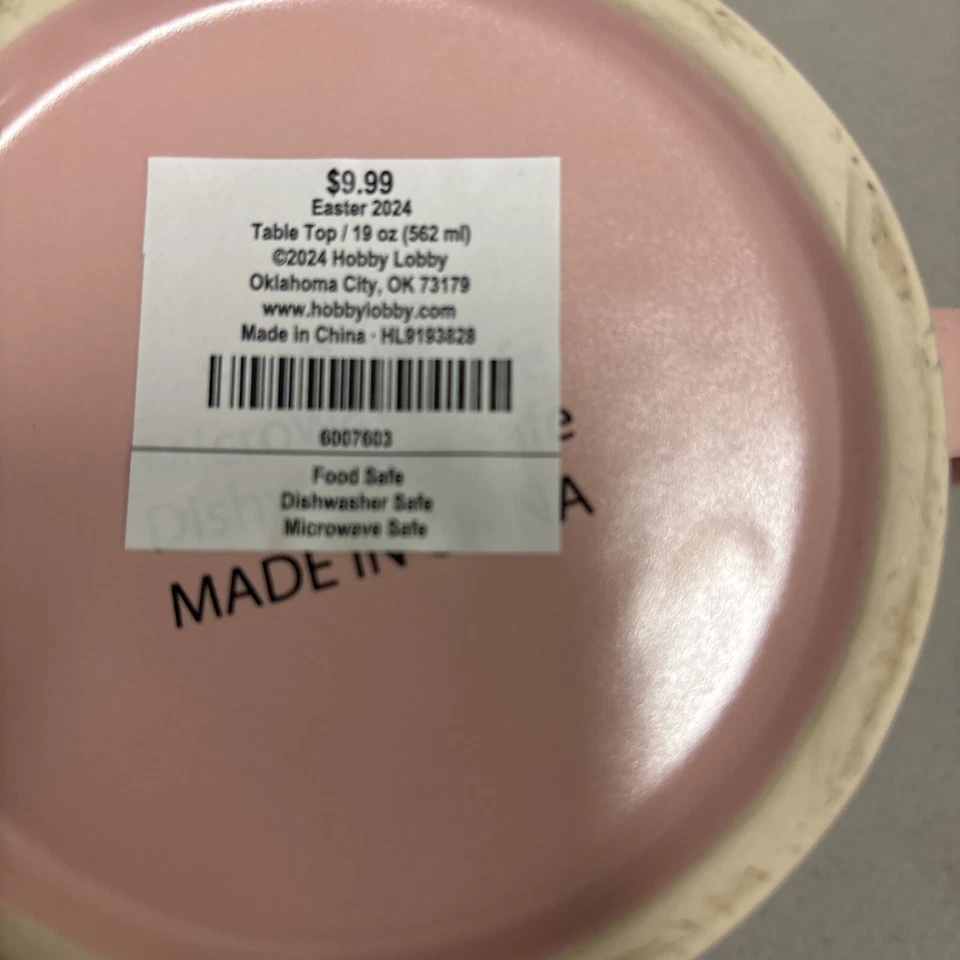 $9.99
Easter 2024
Table Top / 19 oz (562 ml)
©2024 Hobby Lobby
Oklahoma City, OK 73179
www.hobbylobby.com
Made in China · HL9193828
6007603
Food Safe
Dishwasher Safe
Microwave Safe
MADE IN